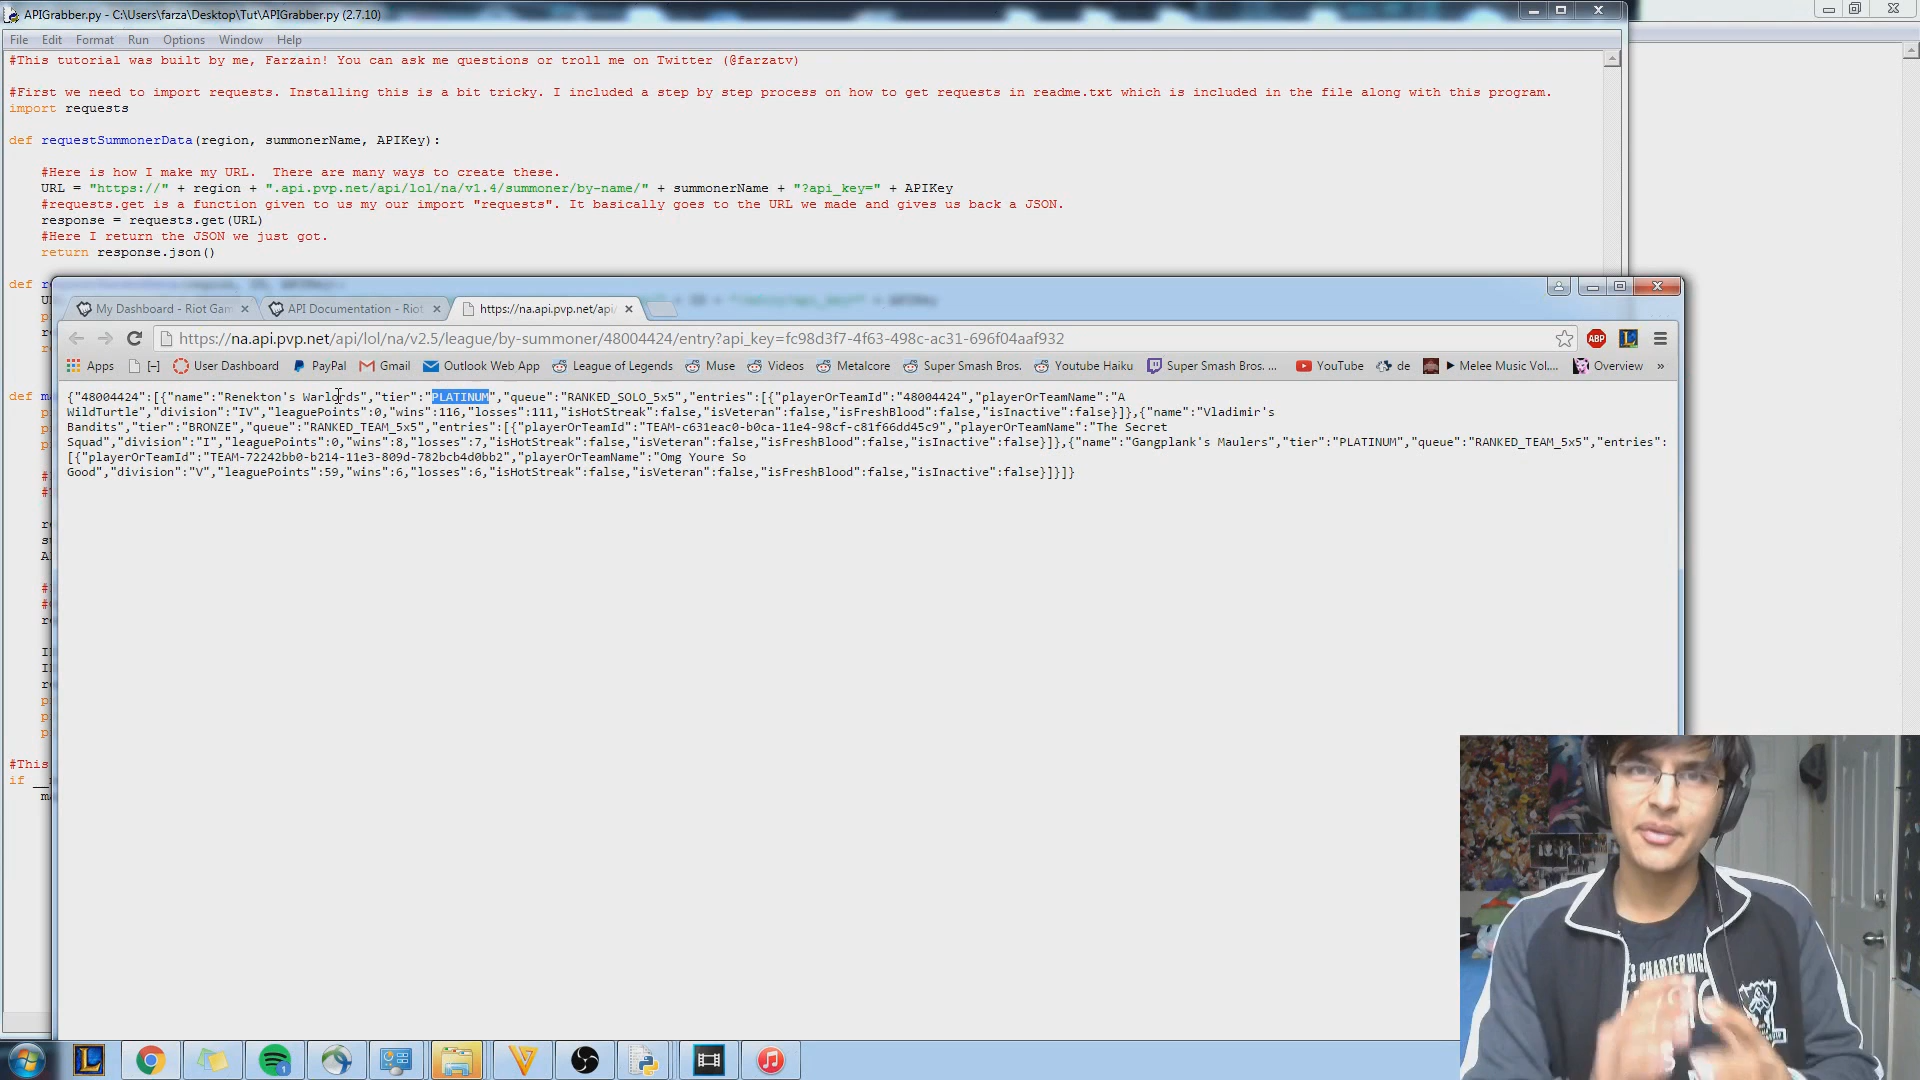 APIGrabber.py - C:\Users\farza\Desktop\Tut\APIGrabber.py (2.7.10)
File Edit Format Run Options Window Help
#This tutorial was built by me, Farzain! You can ask me questions or troll me on Twitter (@farzatv)
#First we need to import requests. Installing this is a bit tricky. I included a step by step process on how to get requests in readme.txt which is included in the file along with this program.
import requests
def requestSummonerData(region, summonerName, APIKey):
#Here is how I make my URL.  There are many ways to create these.
URL = "https://" + region + ".api.pvp.net/api/lol/na/v1.4/summoner/by-name/" + summonerName + "?api_key=" + APIKey
#requests.get is a function given to us my our import "requests". It basically goes to the URL we made and gives us back a JSON.
response = requests.get(URL)
#Here I return the JSON we just got.
return response.json()
def
My Dashboard - Riot Gam API Documentation - Riot https://na.api.pvp.net/api/
https://na.api.pvp.net/api/lol/na/v2.5/league/by-summoner/48004424/entry?api_key=fc98d3f7-4f63-498c-ac31-696f04aaf932
Apps [-] User Dashboard PayPal Gmail Outlook Web App League of Legends Muse Videos Metalcore Super Smash Bros. Youtube Haiku Super Smash Bros. ... YouTube de Melee Music Vol... Overview »
{"48004424":[{"name":"Renekton's Warlords","tier":"PLATINUM","queue":"RANKED_SOLO_5x5","entries":[{"playerOrTeamId":"48004424","playerOrTeamName":"A
WildTurtle","division":"IV","leaguePoints":0,"wins":116,"losses":111,"isHotStreak":false,"isVeteran":false,"isFreshBlood":false,"isInactive":false}]},{"name":"Vladimir's
Bandits","tier":"BRONZE","queue":"RANKED_TEAM_5x5","entries":[{"playerOrTeamId":"TEAM-c631eac0-b0ca-11e4-98cf-c81f66dd45c9","playerOrTeamName":"The Secret
Squad","division":"I","leaguePoints":0,"wins":8,"losses":7,"isHotStreak":false,"isVeteran":false,"isFreshBlood":false,"isInactive":false}]},{"name":"Gangplank's Maulers","tier":"PLATINUM","queue":"RANKED_TEAM_5x5","entries":
[{"playerOrTeamId":"TEAM-72242bb0-b214-11e3-809d-782bcb4d0bb2","playerOrTeamName":"Omg Youre So
Good","division":"V","leaguePoints":59,"wins":6,"losses":6,"isHotStreak":false,"isVeteran":false,"isFreshBlood":false,"isInactive":false}]}]}
#This
if
ABP
CHARTER